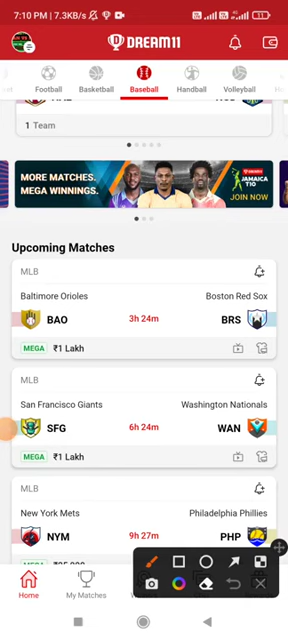 7:10 PM | 7.3KB/s
11
DREAM11
Football Basketball Baseball Handball Volleyball
1 Team
MORE MATCHES.
MEGA WINNINGS.
JAMAICA
T10
JOIN NOW
Upcoming Matches
MLB
Baltimore Orioles Boston Red Sox
BAO 3h 24m BRS
MEGA ₹1 Lakh
MLB
San Francisco Giants Washington Nationals
SFG 6h 24m WAN
MEGA ₹1 Lakh
MLB
New York Mets Philadelphia Phillies
NYM 9h 27m PHP
Home My Matches